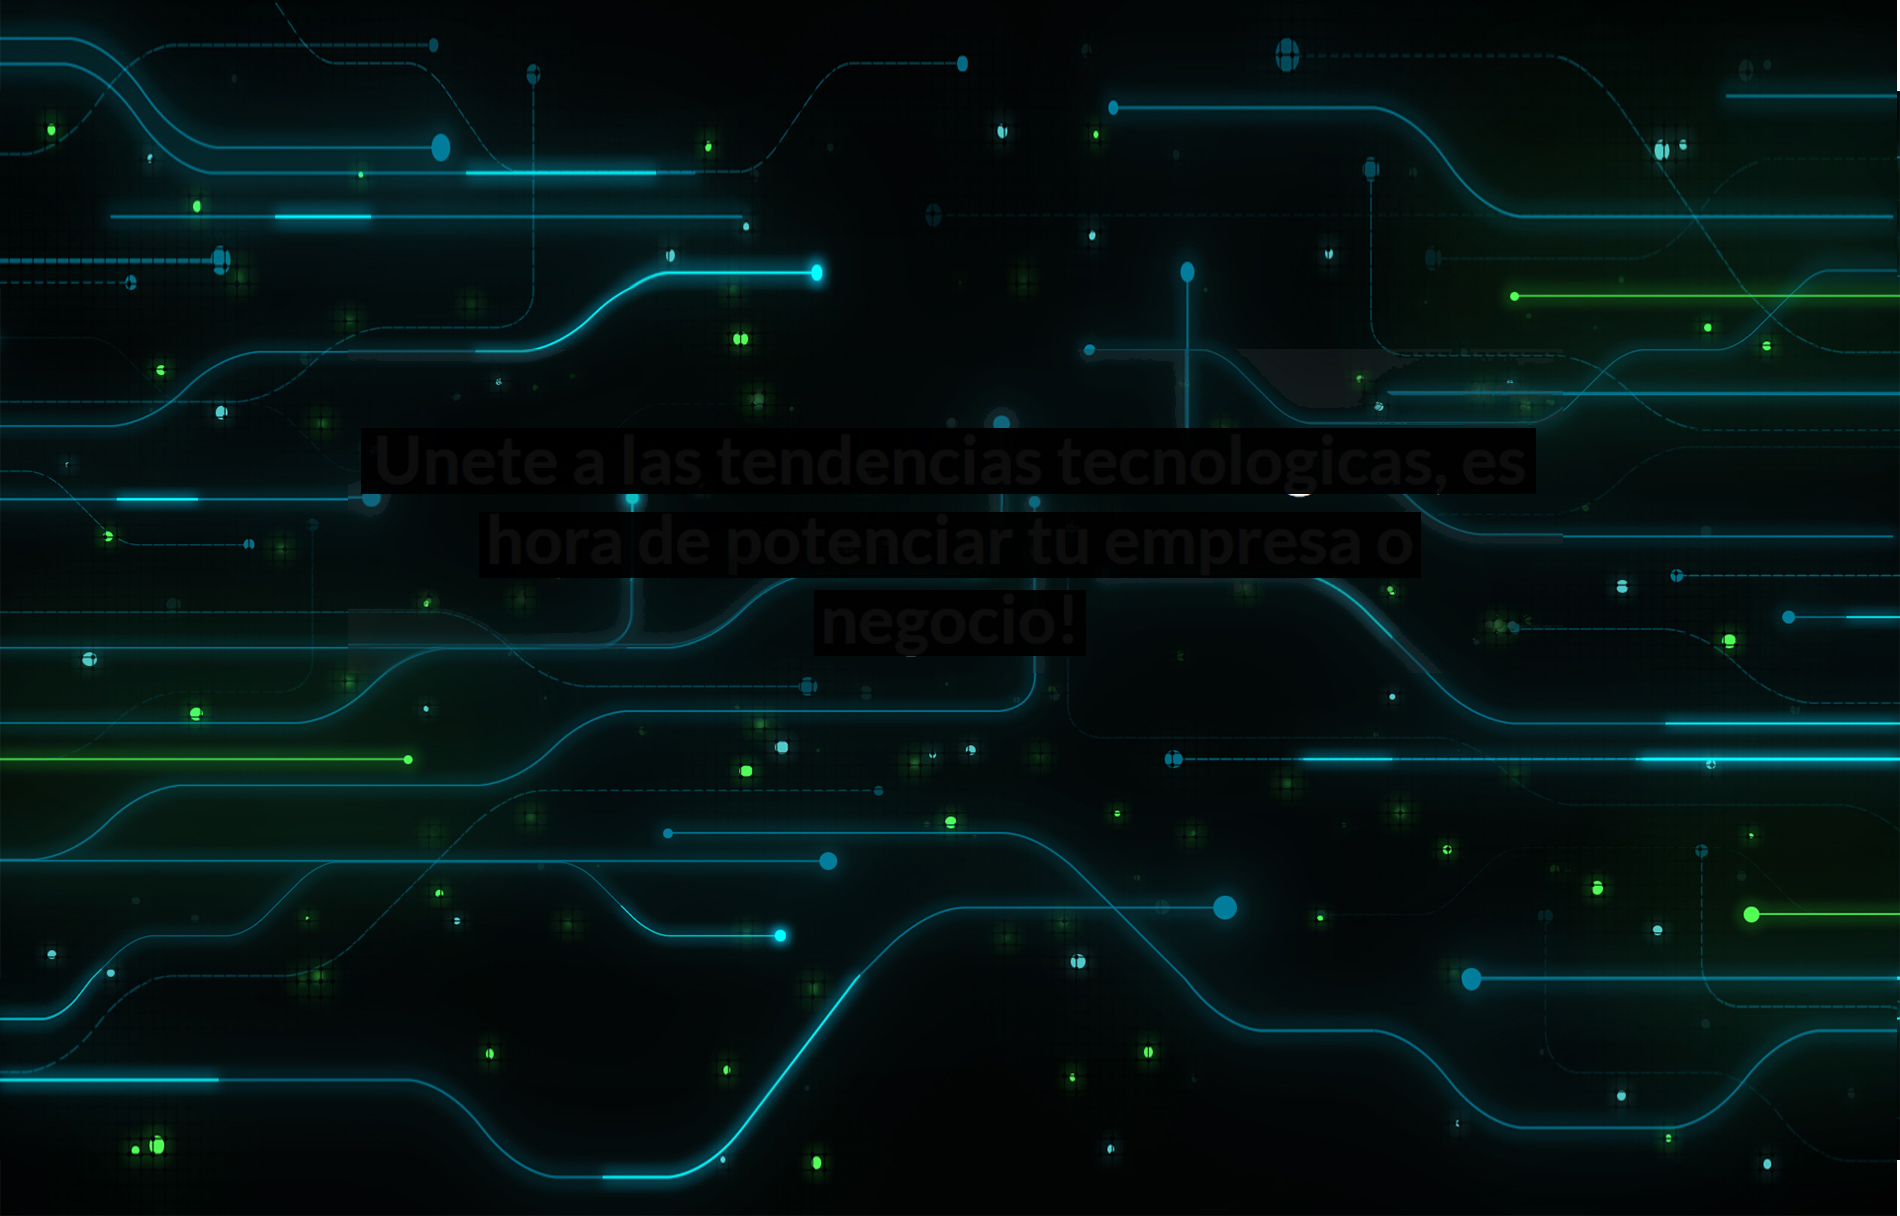 Unete a las tendencias tecnologicas, es
hora de potenciar tu empresa o
negocio!